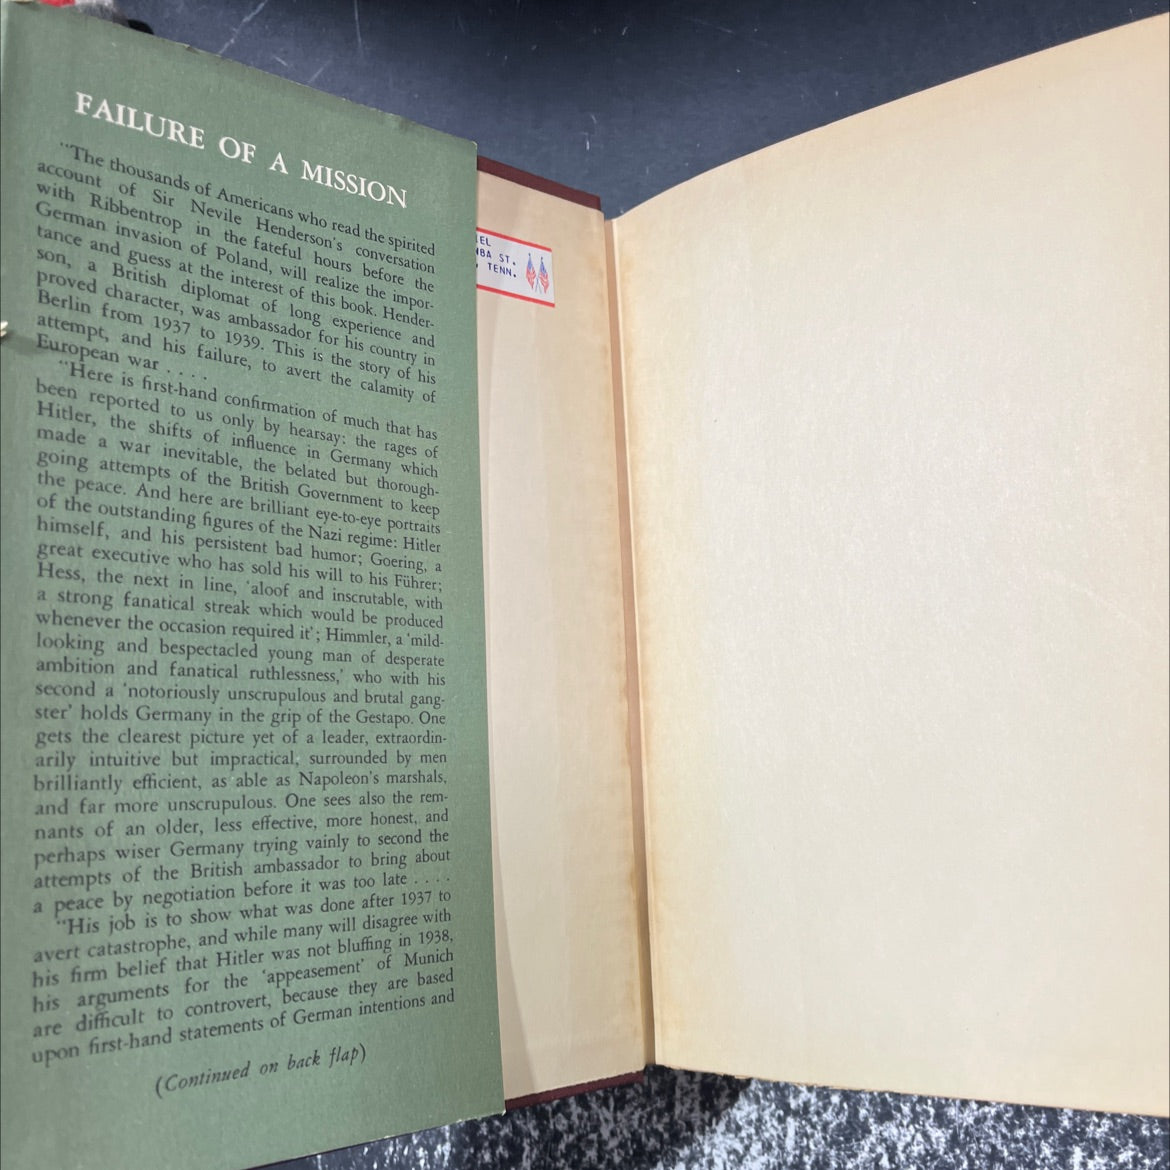 FAILURE OF A MISSION
"The thousands of Americans who read the spirited
account of Sir Nevile Henderson's conversation
with Ribbentrop in the fateful hours before the
German invasion of Poland, will realize the impor-
tance and guess at the interest of this book. Hender-
son, a British diplomat of long experience and
proved character, was ambassador for his country in
Berlin from 1937 to 1939. This is the story of his
attempt, and his failure, to avert the calamity of
European war . . . .
"Here is first-hand confirmation of much that has
been reported to us only by hearsay: the rages of
Hitler, the shifts of influence in Germany which
made a war inevitable, the belated but thorough-
going attempts of the British Government to keep
the peace. And here are brilliant eye-to-eye portraits
of the outstanding figures of the Nazi regime: Hitler
himself, and his persistent bad humor; Goering, a
great executive who has sold his will to his Führer;
Hess, the next in line, 'aloof and inscrutable, with
a strong fanatical streak which would be produced
whenever the occasion required it'; Himmler, a 'mild-
looking and bespectacled young man of desperate
ambition and fanatical ruthlessness,' who with his
second a 'notoriously unscrupulous and brutal gang-
ster' holds Germany in the grip of the Gestapo. One
gets the clearest picture yet of a leader, extraordin-
arily intuitive but impractical, surrounded by men
brilliantly efficient, as able as Napoleon's marshals,
and far more unscrupulous. One sees also the rem-
nants of an older, less effective, more honest, and
perhaps wiser Germany trying vainly to second the
attempts of the British ambassador to bring about
a peace by negotiation before it was too late . . . .
"His job is to show what was done after 1937 to
avert catastrophe, and while many will disagree with
his firm belief that Hitler was not bluffing in 1938,
his arguments for the 'appeasement' of Munich
are difficult to controvert, because they are based
upon first-hand statements of German intentions and
(Continued on back flap)
EL
BA ST.
TENN.